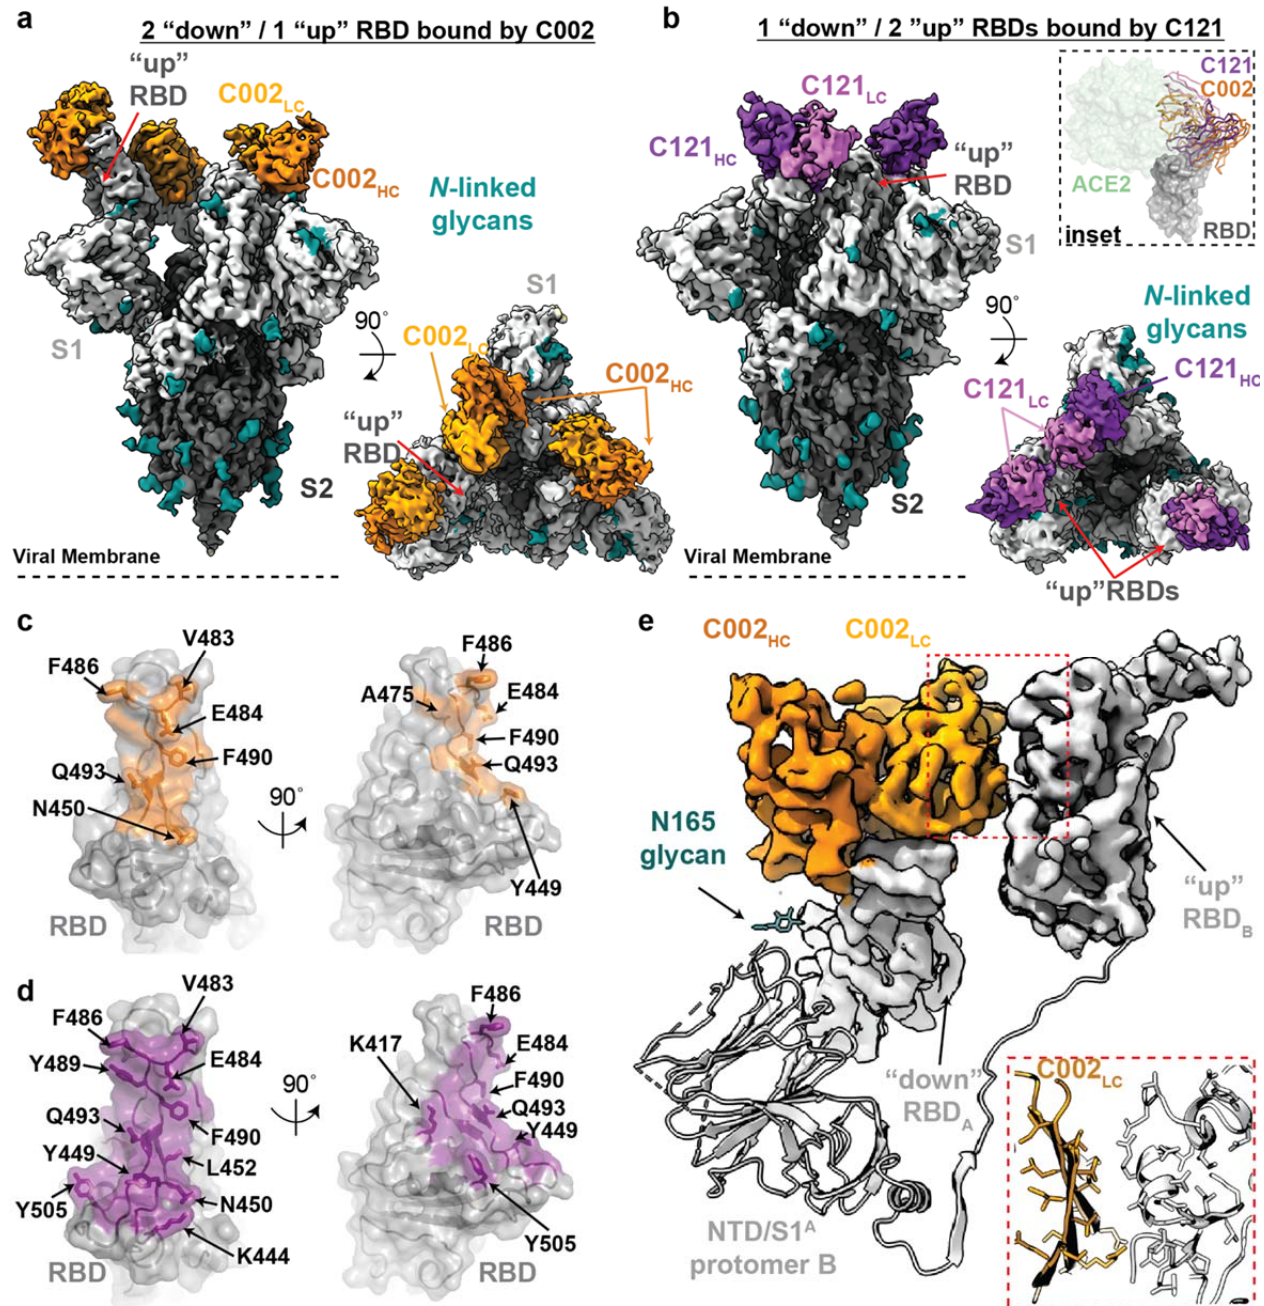 a
2 “down” / 1 “up” RBD bound by C002
“up”
RBD
C002LC
C002HC
N-linked
glycans
S1
S1
90°
C002LC
C002HC
“up”
RBD
S2
Viral Membrane
b
1 “down” / 2 ”up” RBDs bound by C121
C121LC
C121HC
“up”
RBD
C121
C002
ACE2
RBD
inset
S1
90°
N-linked
glycans
C121HC
C121LC
S2
Viral Membrane
“up”RBDs
c
V483
F486
E484
F490
Q493
N450
RBD
90°
F486
A475
E484
F490
Q493
Y449
RBD
d
V483
F486
Y489
E484
Q493
F490
Y449
L452
Y505
N450
K444
RBD
90°
F486
K417
E484
F490
Q493
Y449
Y505
RBD
e
C002HC
C002LC
N165
glycan
“up”
RBDB
“down”
RBDA
NTD/S1A
protomer B
C002LC